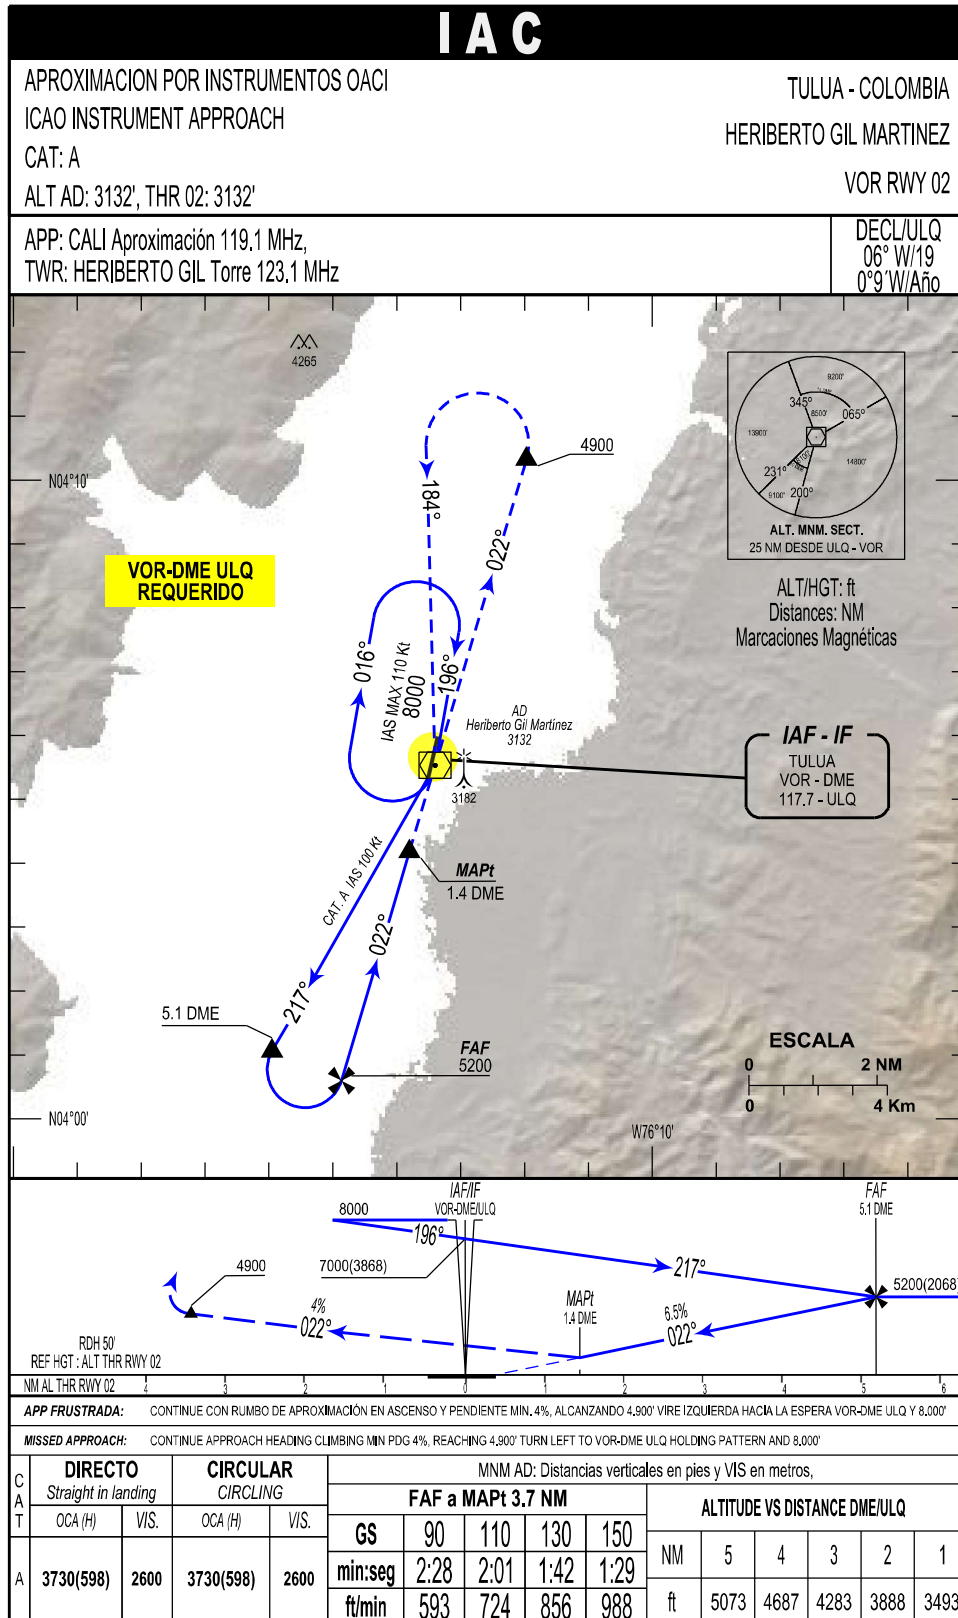 IAC
APROXIMACION POR INSTRUMENTOS OACI
ICAO INSTRUMENT APPROACH
CAT: A
ALT AD: 3132', THR 02: 3132'
TULUA - COLOMBIA
HERIBERTO GIL MARTINEZ
VOR RWY 02
APP: CALI Aproximación 119.1 MHz,
TWR: HERIBERTO GIL Torre 123.1 MHz
DECL/ULQ
06° W/19
0°9'W/Año
4265
4900
184°
022°
N04°10'
VOR-DME ULQ
REQUERIDO
9200'
345°
065°
8500'
13900'
14800'
231°
200°
9100'
ALT. MNM. SECT.
25 NM DESDE ULQ - VOR
ALT/HGT: ft
Distances: NM
Marcaciones Magnéticas
016°
IAS MAX 110 Kt
8000
196°
AD
Heriberto Gil Martínez
3132
3182
IAF - IF
TULUA
VOR - DME
117.7 - ULQ
MAPt
1.4 DME
CAT. A IAS 100 Kt
022°
217°
5.1 DME
FAF
5200
N04°00'
W76°10'
ESCALA
0 2 NM
0 4 Km
IAF/IF
VOR-DME/ULQ
FAF
5.1 DME
8000
196°
7000(3868)
217°
4900
5200(2068)
4%
022°
MAPt
1.4 DME
6.5%
022°
RDH 50'
REF HGT : ALT THR RWY 02
NM AL THR RWY 02 4 3 2 1 0 1 2 3 4 5 6
APP FRUSTRADA: CONTINUE CON RUMBO DE APROXIMACIÓN EN ASCENSO Y PENDIENTE MIN. 4%, ALCANZANDO 4.900' VIRE IZQUIERDA HACIA LA ESPERA VOR-DME ULQ Y 8.000'
MISSED APPROACH: CONTINUE APPROACH HEADING CLIMBING MIN PDG 4%, REACHING 4.900' TURN LEFT TO VOR-DME ULQ HOLDING PATTERN AND 8.000'
CAT
DIRECTO
Straight in landing
CIRCULAR
CIRCLING
OCA (H) VIS. OCA (H) VIS.
A 3730(598) 2600 3730(598) 2600
MNM AD: Distancias verticales en pies y VIS en metros,
FAF a MAPt 3.7 NM
GS 90 110 130 150
min:seg 2:28 2:01 1:42 1:29
ft/min 593 724 856 988
ALTITUDE VS DISTANCE DME/ULQ
NM 5 4 3 2 1
ft 5073 4687 4283 3888 3493